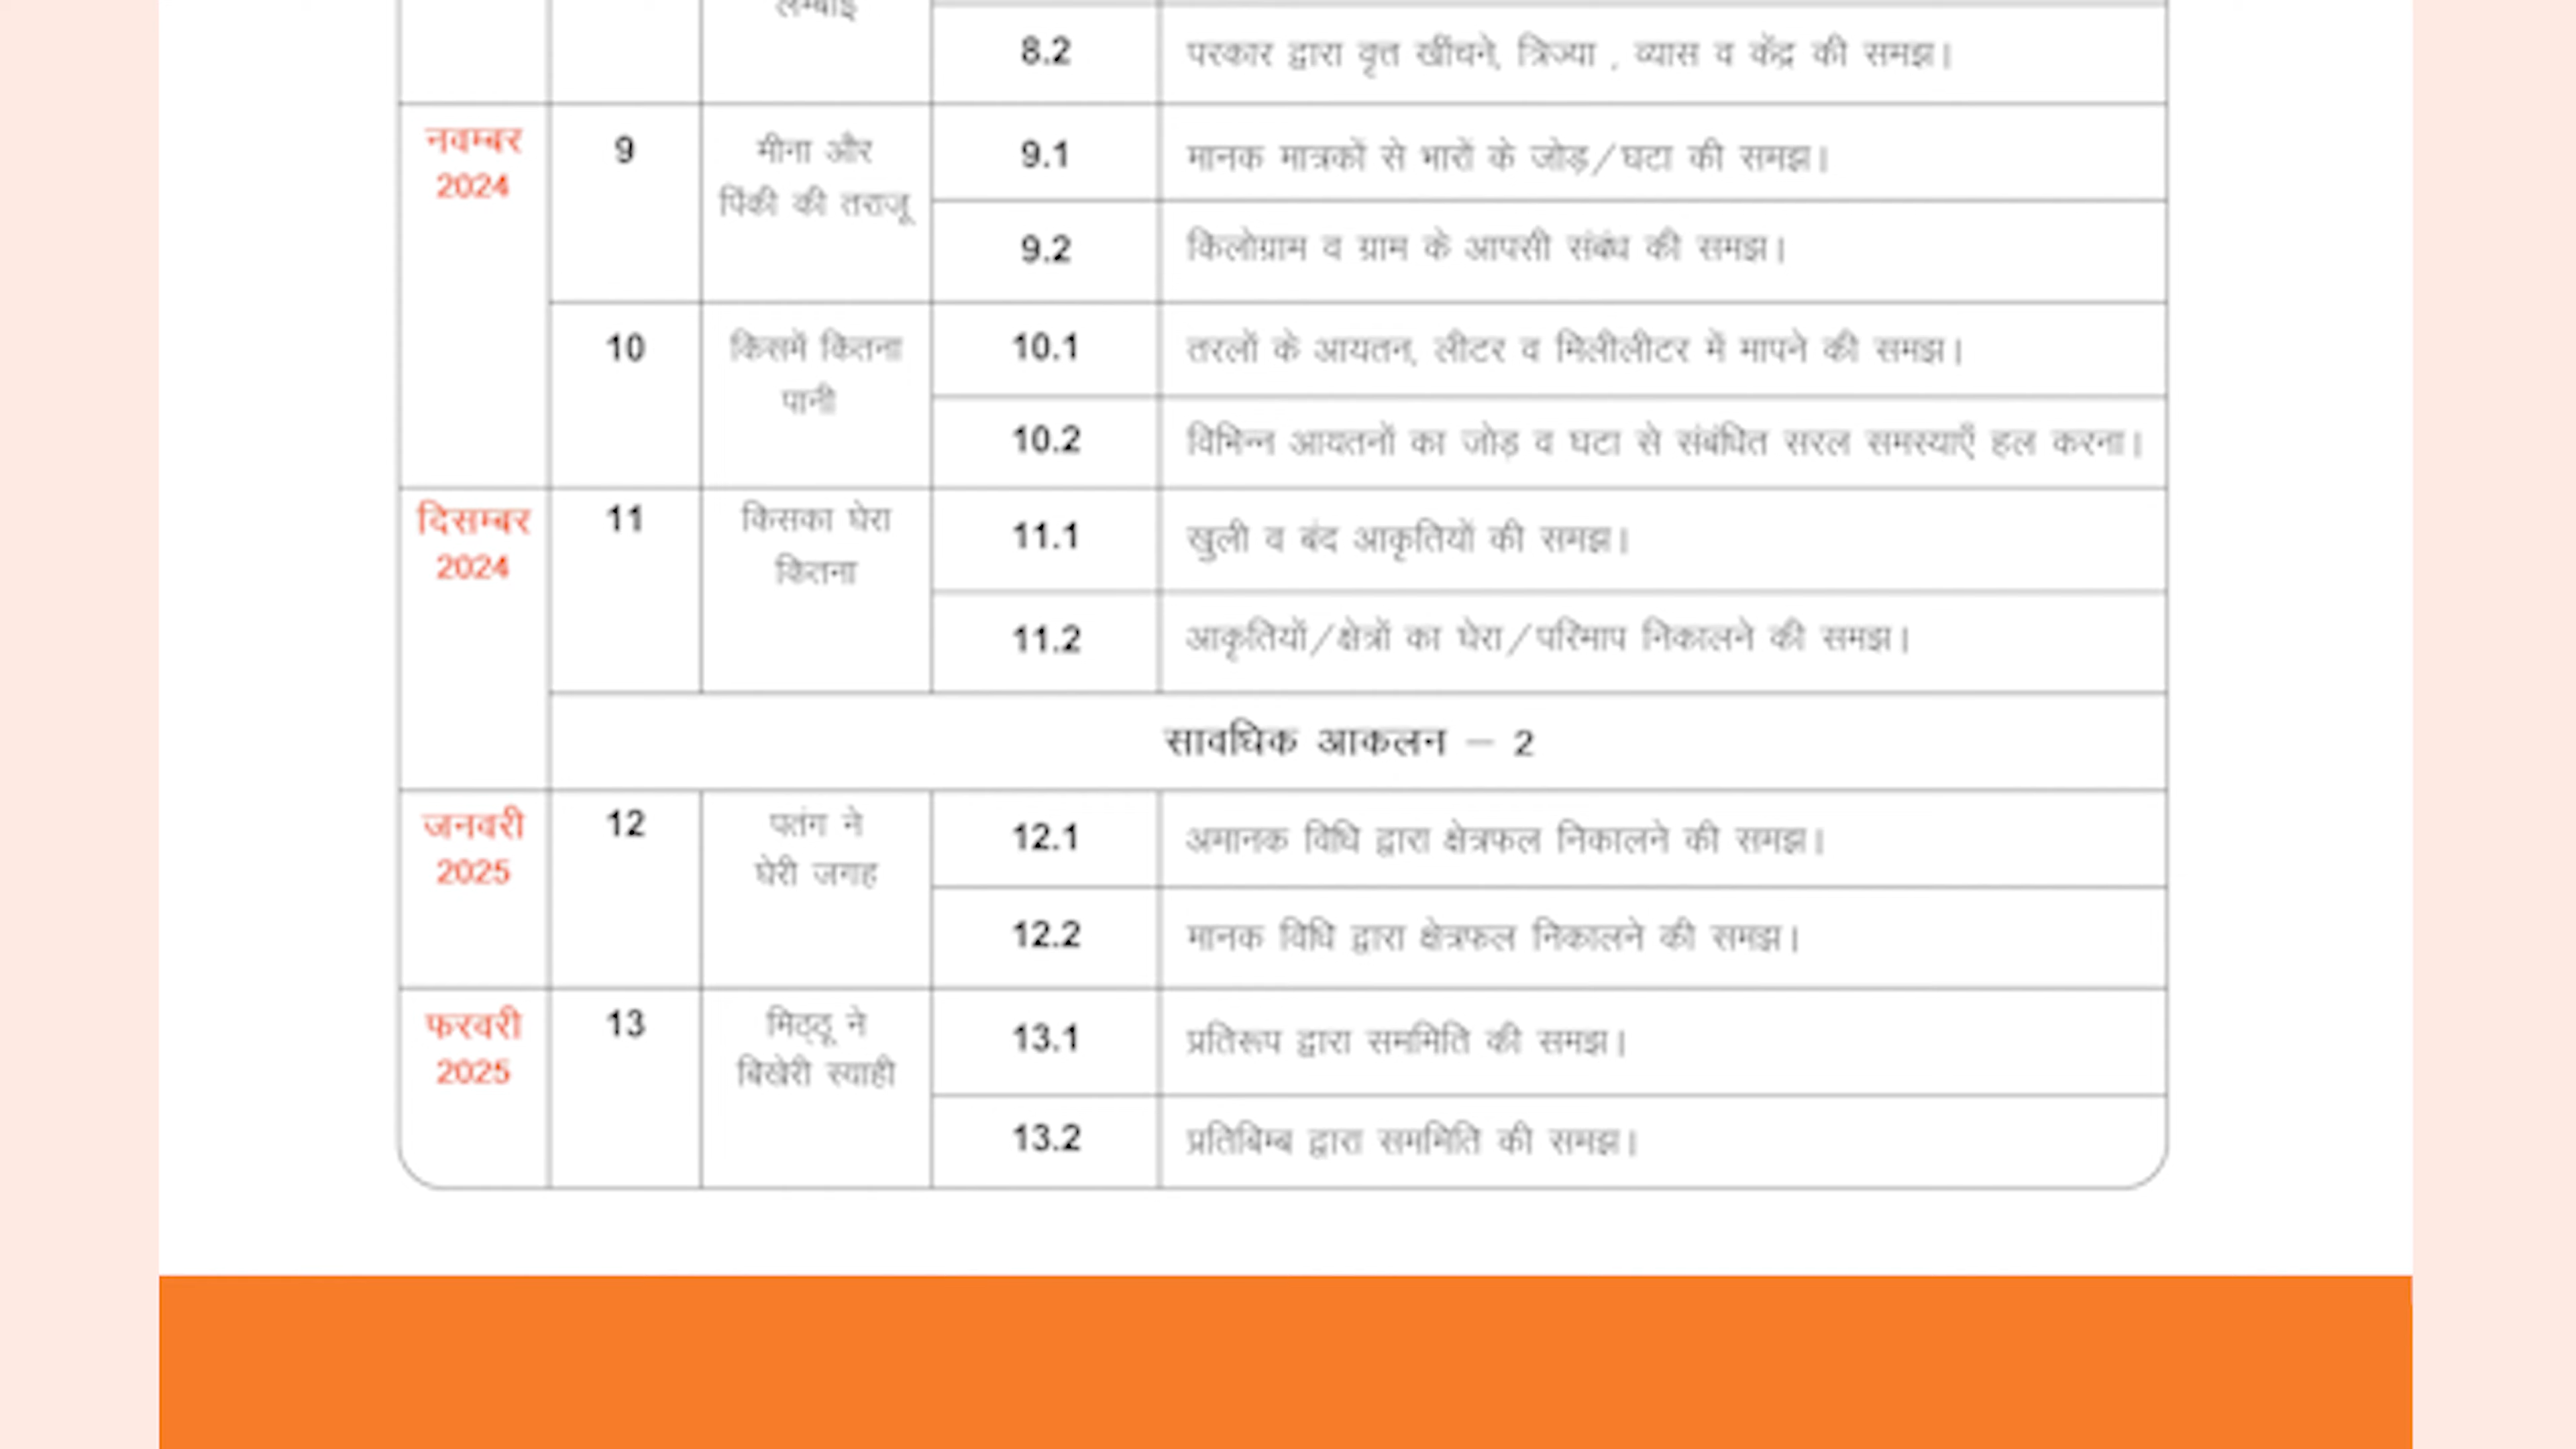 लम्बाई
8.2 परकार द्वारा वृत्त खींचने, त्रिज्या , व्यास व केंद्र की समझ।
नवम्बर 2024 9 मीना और पिंकी की तराजू 9.1 मानक मात्रकों से भारों के जोड़/घटा की समझ।
9.2 किलोग्राम व ग्राम के आपसी संबंध की समझ।
10 किसमें कितना पानी 10.1 तरलों के आयतन, लीटर व मिलीलीटर में मापने की समझ।
10.2 विभिन्न आयतनों का जोड़ व घटा से संबंधित सरल समस्याएँ हल करना।
दिसम्बर 2024 11 किसका घेरा कितना 11.1 खुली व बंद आकृतियों की समझ।
11.2 आकृतियों/क्षेत्रों का घेरा/परिमाप निकालने की समझ।
सावधिक आकलन – 2
जनवरी 2025 12 पतंग ने घेरी जगह 12.1 अमानक विधि द्वारा क्षेत्रफल निकालने की समझ।
12.2 मानक विधि द्वारा क्षेत्रफल निकालने की समझ।
फरवरी 2025 13 मिठ्ठू ने बिखेरी स्याही 13.1 प्रतिरूप द्वारा सममिति की समझ।
13.2 प्रतिबिम्ब द्वारा सममिति की समझ।